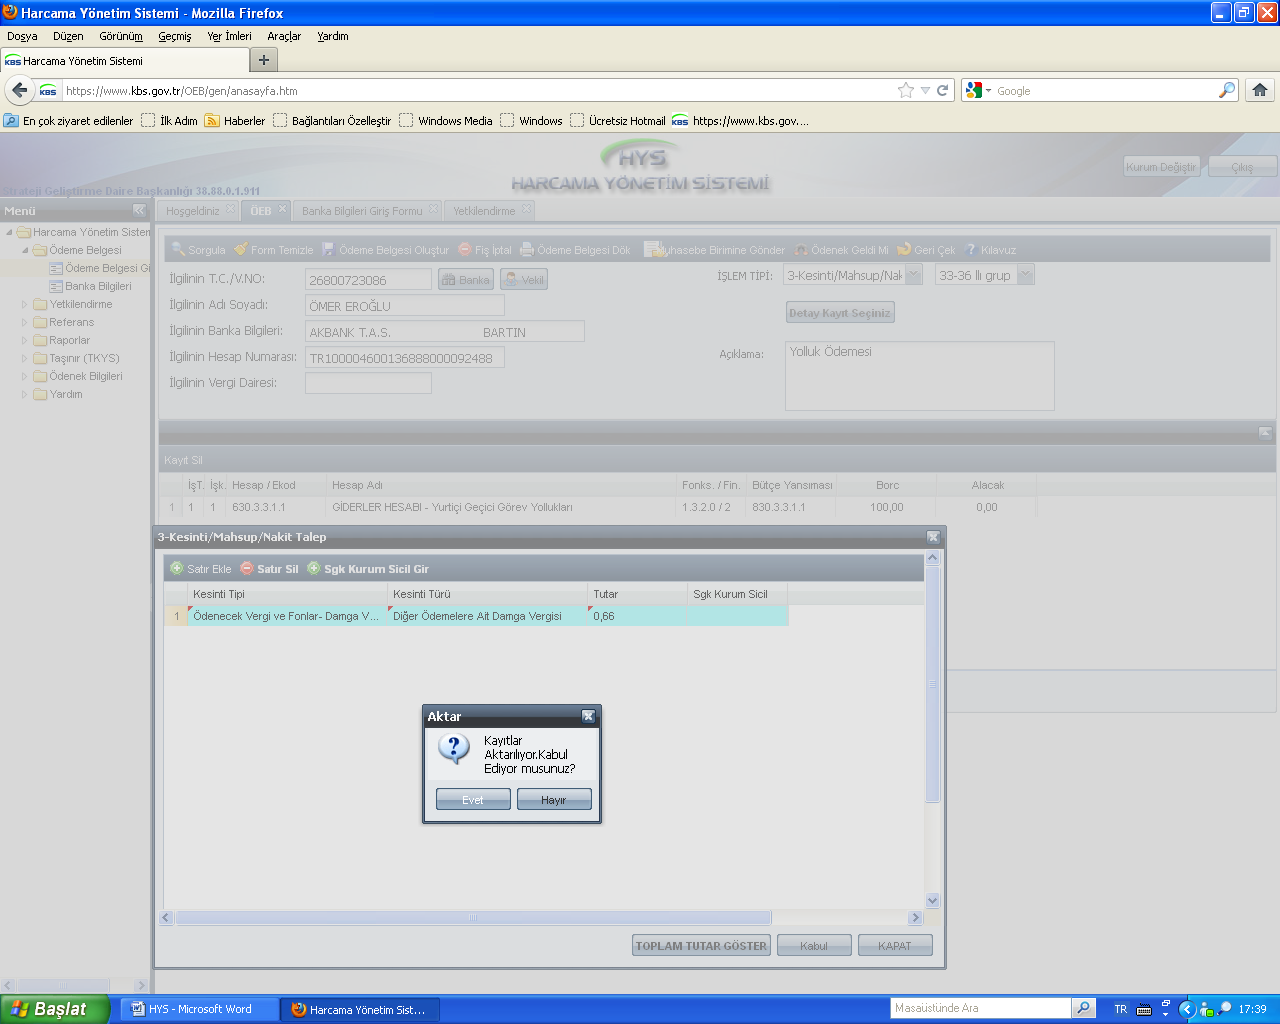 Harcama Yönetim Sistemi - Mozilla Firefox
Dosya Düzen Görünüm Geçmiş Yer İmleri Araçlar Yardım
KBS Harcama Yönetim Sistemi
KBS https://www.kbs.gov.tr/OEB/gen/anasayfa.htm Google
En çok ziyaret edilenler İlk Adım Haberler Bağlantıları Özelleştir Windows Media Windows Ücretsiz Hotmail KBS https://www.kbs.gov....
HYS
HARCAMA YÖNETİM SİSTEMİ
Kurum Değiştir Çıkış
Strateji Geliştirme Daire Başkanlığı 38.88.0.1.911
Menü
Hoşgeldiniz ÖEB Banka Bilgileri Giriş Formu Yetkilendirme
Harcama Yönetim Sistem
Ödeme Belgesi
Ödeme Belgesi Gi
Banka Bilgileri
Yetkilendirme
Referans
Raporlar
Taşınır (TKYS)
Ödenek Bilgileri
Yardım
Sorgula Form Temizle Ödeme Belgesi Oluştur Fiş İptal Ödeme Belgesi Dök Muhasebe Birimine Gönder Ödenek Geldi Mi Geri Çek Kılavuz
İlgilinin T.C./V.NO: 26800723086 Banka Vekil
İŞLEM TİPİ: 3-Kesinti/Mahsup/Nak 33-36 lı grup
İlgilinin Adı Soyadı: ÖMER EROĞLU
Detay Kayıt Seçiniz
İlgilinin Banka Bilgileri: AKBANK T.A.S. BARTIN
İlgilinin Hesap Numarası: TR100004600136888000092488
Açıklama: Yolluk Ödemesi
İlgilinin Vergi Dairesi:
Kayıt Sil
İşT. İşk. Hesap / Ekod Hesap Adı Fonks. / Fin. Bütçe Yansıması Borc Alacak
1 1 1 630.3.3.1.1 GİDERLER HESABI - Yurtiçi Geçici Görev Yollukları 1.3.2.0 / 2 830.3.3.1.1 100,00 0,00
3-Kesinti/Mahsup/Nakit Talep
Satır Ekle Satır Sil Sgk Kurum Sicil Gir
Kesinti Tipi Kesinti Türü Tutar Sgk Kurum Sicil
1 Ödenecek Vergi ve Fonlar- Damga V... Diğer Ödemelere Ait Damga Vergisi 0,66
Aktar
Kayıtlar
Aktarılıyor.Kabul
Ediyor musunuz?
Evet Hayır
TOPLAM TUTAR GÖSTER Kabul KAPAT
Başlat HYS - Microsoft Word Harcama Yönetim Sist... Masaüstünde Ara TR 17:39